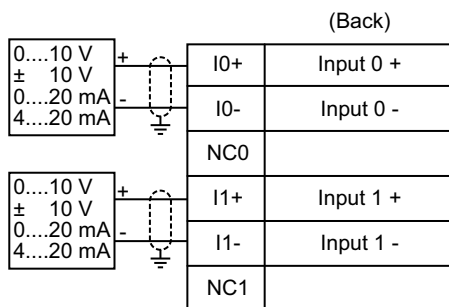 (Back)
0....10 V
± 10 V
0....20 mA
4....20 mA
+
-
I0+ Input 0 +
I0- Input 0 -
NC0
0....10 V
± 10 V
0....20 mA
4....20 mA
+
-
I1+ Input 1 +
I1- Input 1 -
NC1